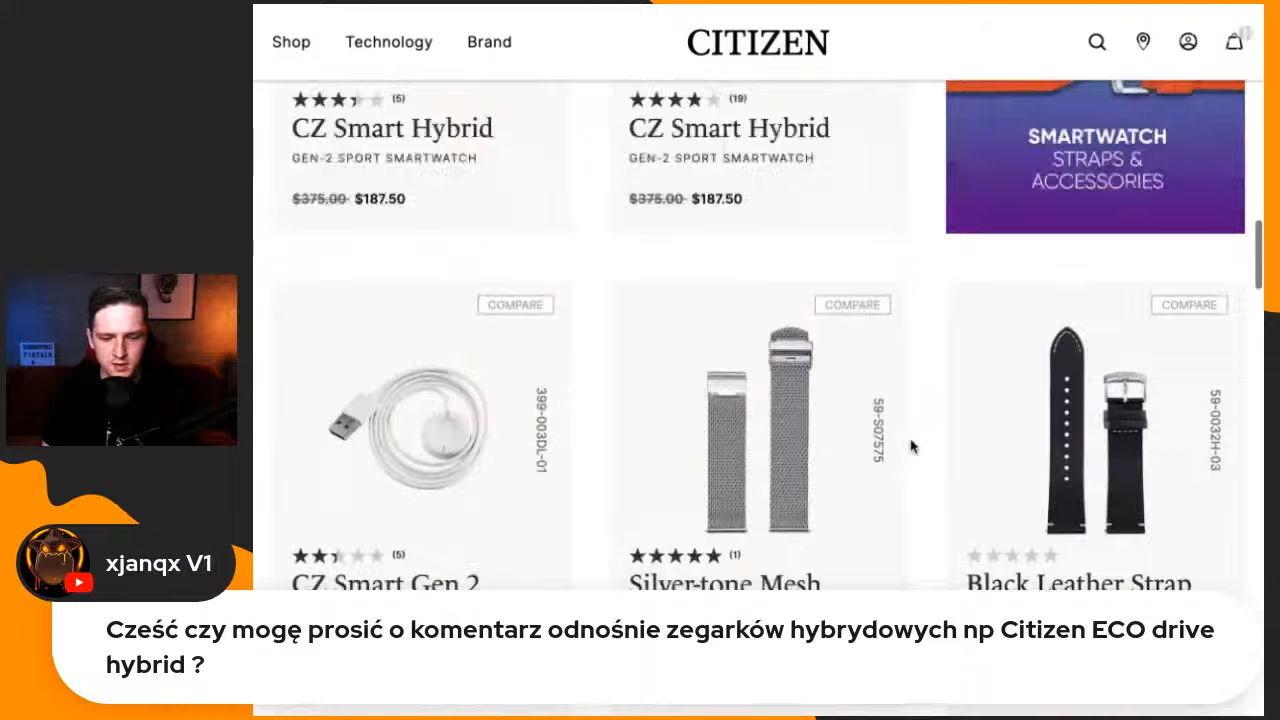 Shop Technology Brand
CITIZEN
(5)
CZ Smart Hybrid
GEN-2 SPORT SMARTWATCH
$375.00 $187.50
(19)
CZ Smart Hybrid
GEN-2 SPORT SMARTWATCH
$375.00 $187.50
SMARTWATCH
STRAPS &
ACCESSORIES
COMPARE
399-003DL-01
(5)
CZ Smart Gen 2
COMPARE
59-S07575
(1)
Silver-tone Mesh
COMPARE
59-0032H-03
Black Leather Strap
xjanqx V1
Cześć czy mogę prosić o komentarz odnośnie zegarków hybrydowych np Citizen ECO drive
hybrid ?